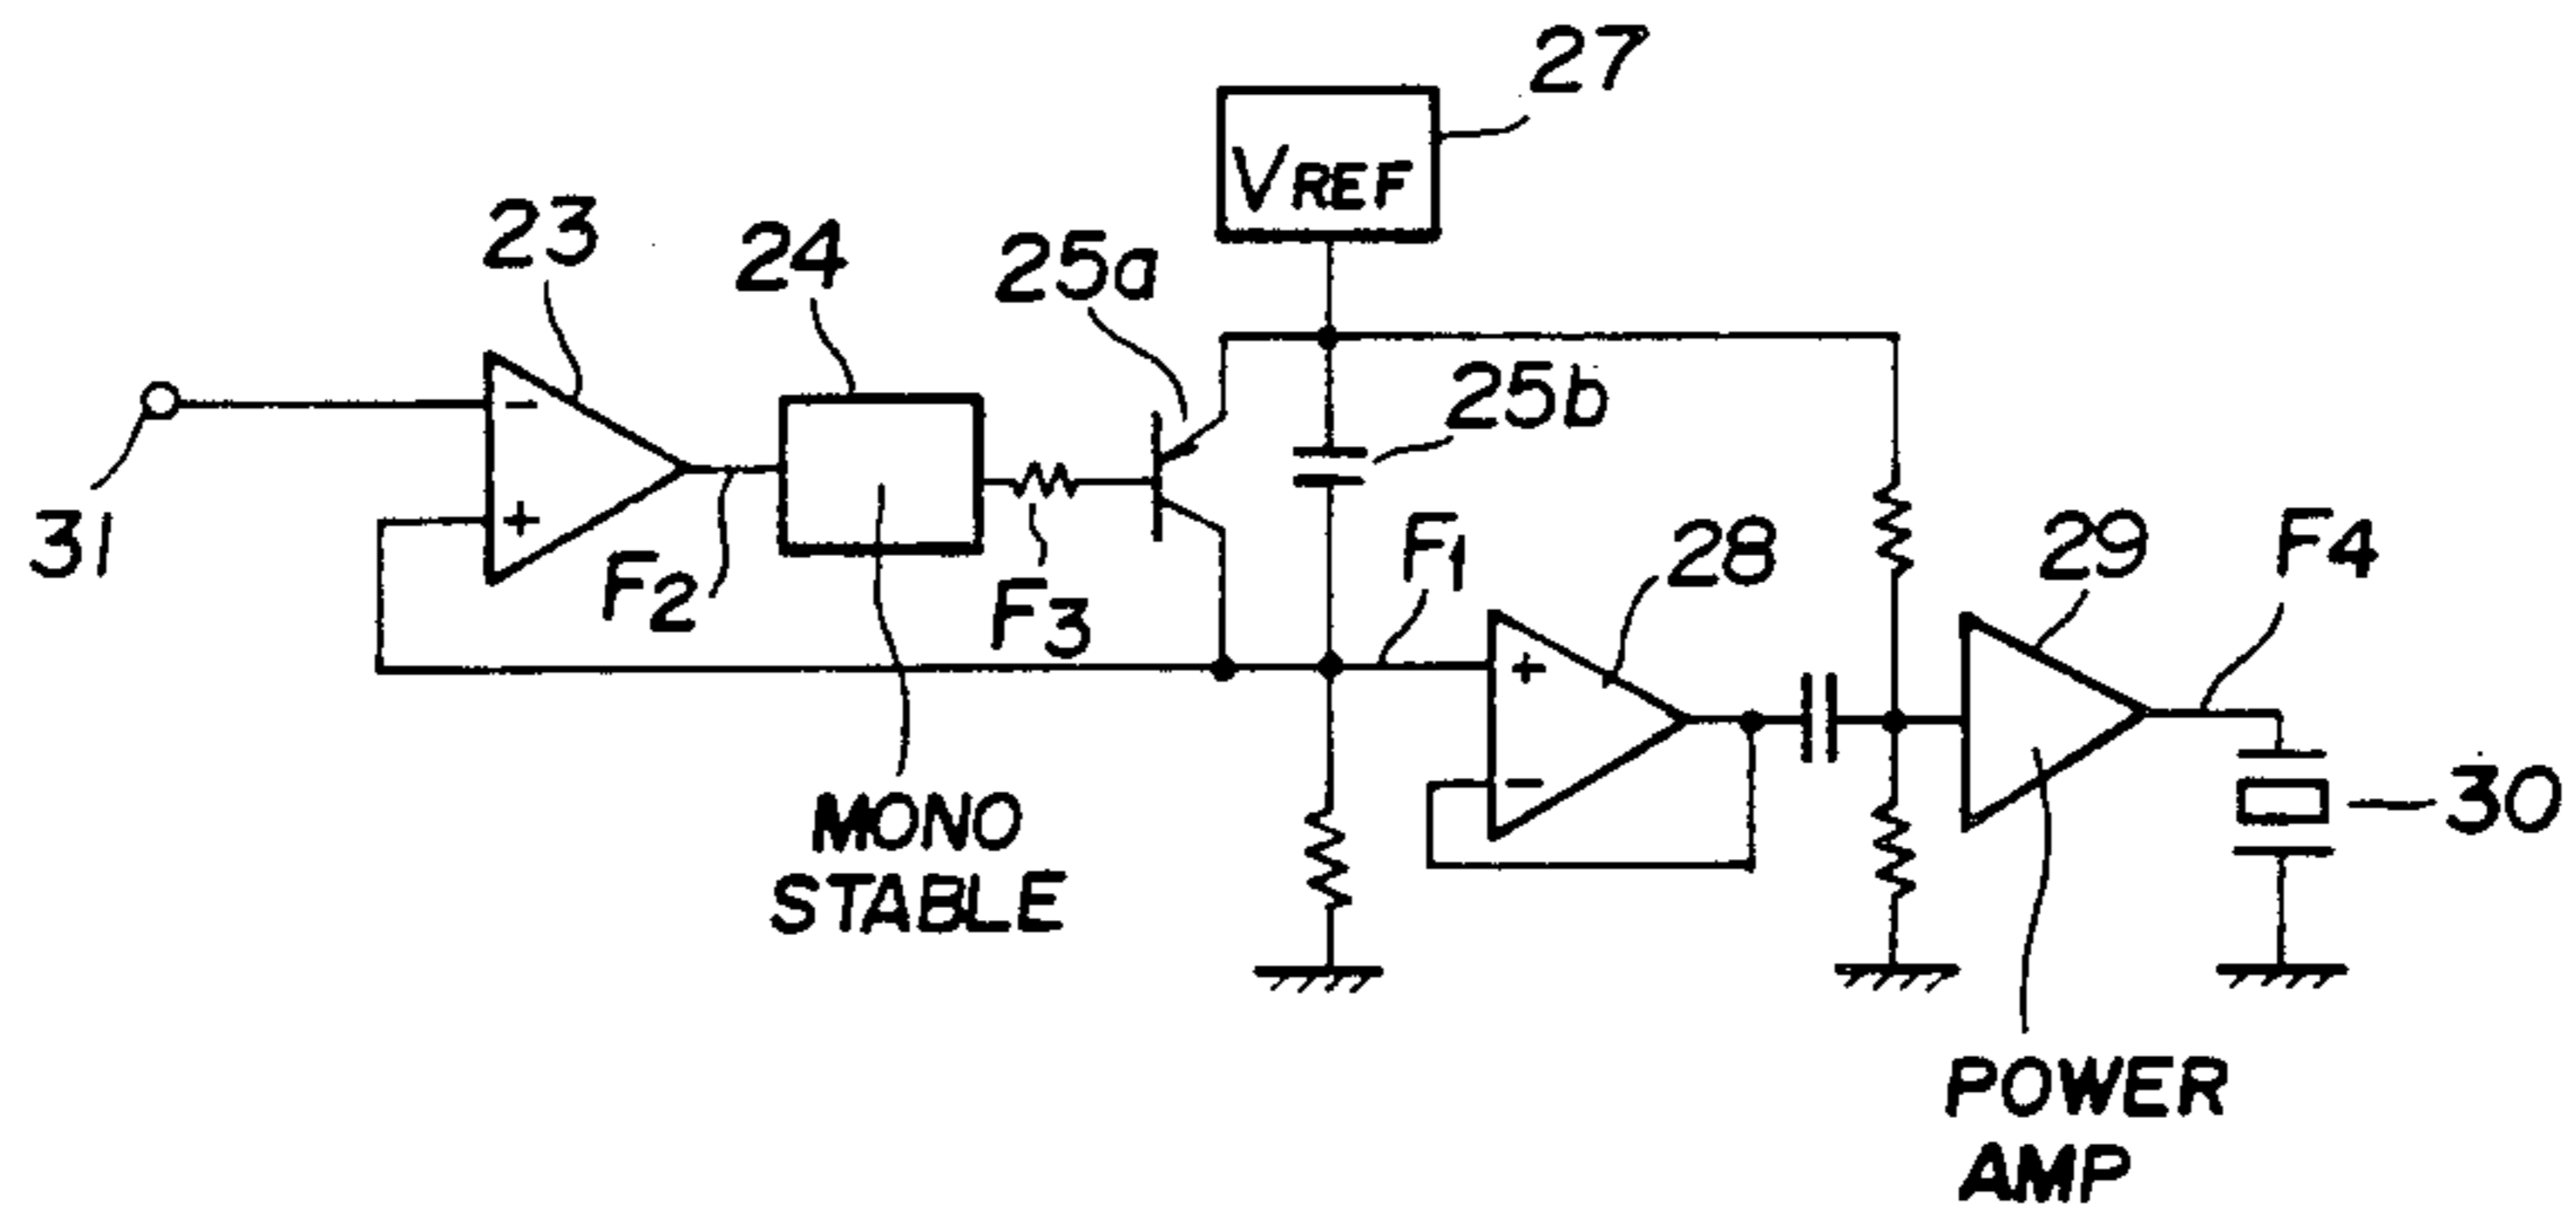 27
VREF
23
24
25a
25b
-
+
31
F2
F3
F1
28
29
F4
+
-
30
MONO
STABLE
POWER
AMP